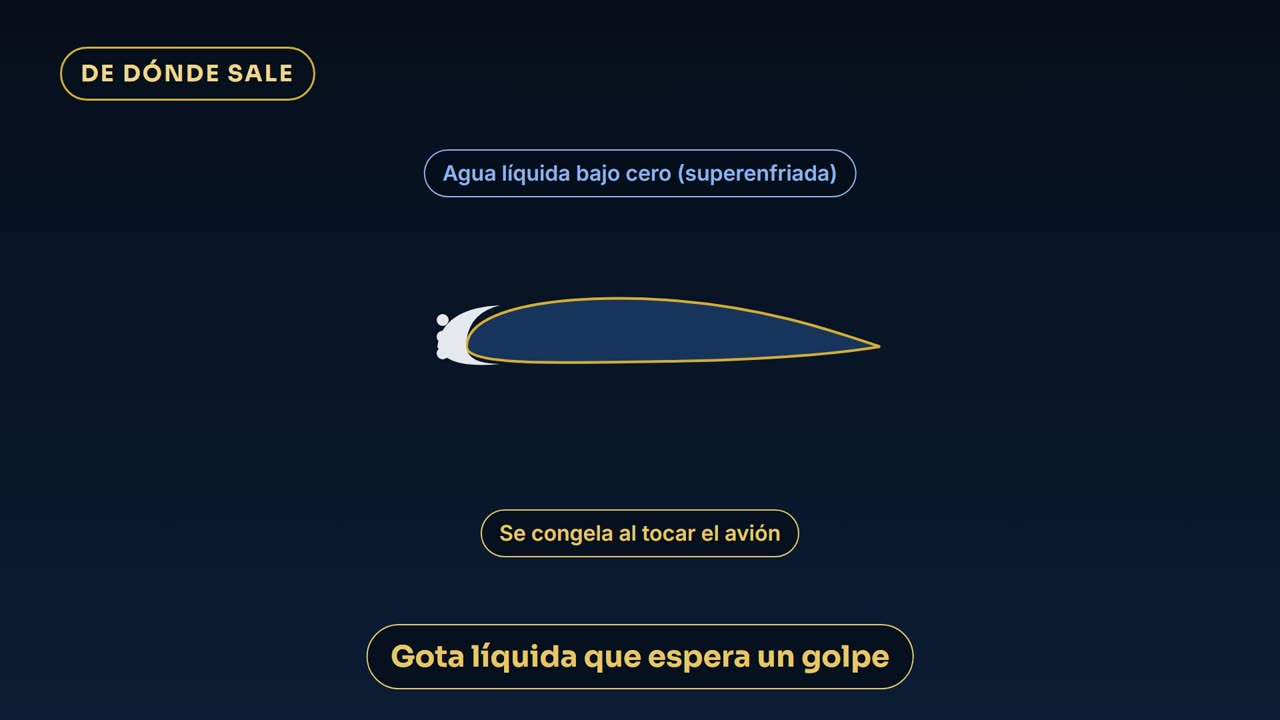 DE DÓNDE SALE
Agua líquida bajo cero (superenfriada)
Se congela al tocar el avión
Gota líquida que espera un golpe